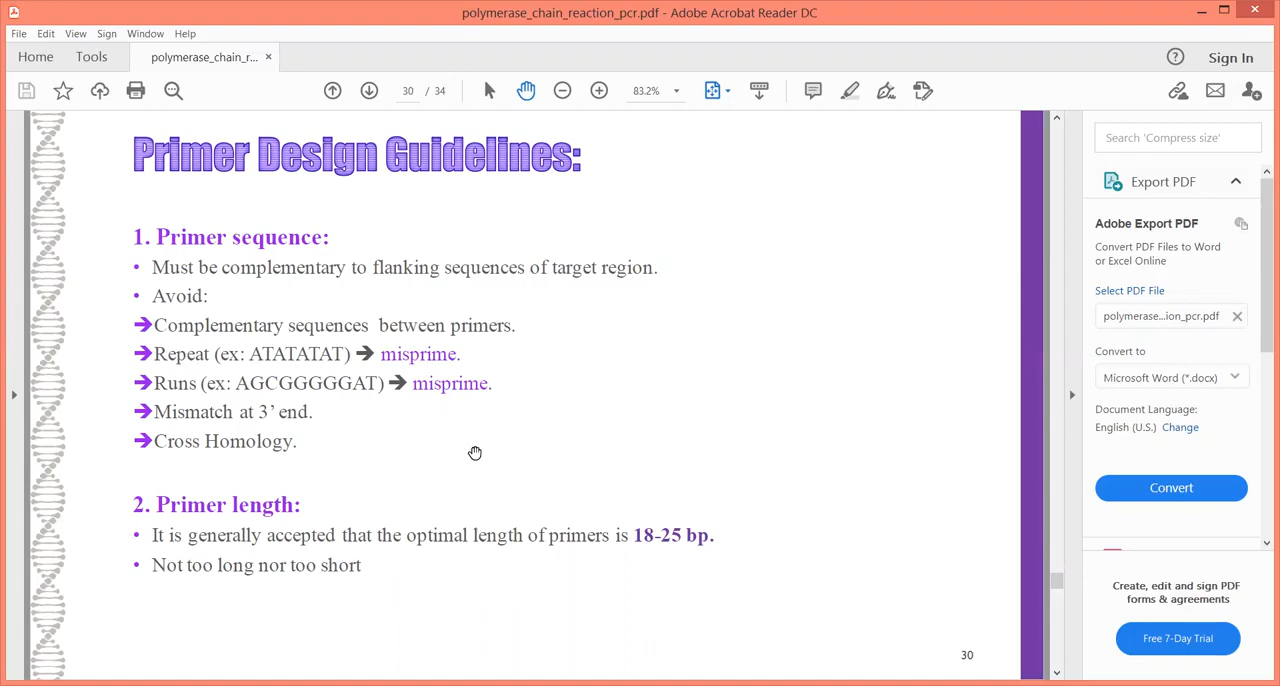 polymerase_chain_reaction_pcr.pdf - Adobe Acrobat Reader DC
File Edit View Sign Window Help
Home Tools polymerase_chain_r... × Sign In
30 / 34 83.2%
Primer Design Guidelines:
1. Primer sequence:
• Must be complementary to flanking sequences of target region.
• Avoid:
➔Complementary sequences between primers.
➔Repeat (ex: ATATATAT) ➔ misprime.
➔Runs (ex: AGCGGGGGAT) ➔ misprime.
➔Mismatch at 3’ end.
➔Cross Homology.
2. Primer length:
• It is generally accepted that the optimal length of primers is 18-25 bp.
• Not too long nor too short
30
Search 'Compress size'
Export PDF
Adobe Export PDF
Convert PDF Files to Word
or Excel Online
Select PDF File
polymerase...ion_pcr.pdf
Convert to
Microsoft Word (*.docx)
Document Language:
English (U.S.) Change
Convert
Create, edit and sign PDF
forms & agreements
Free 7-Day Trial